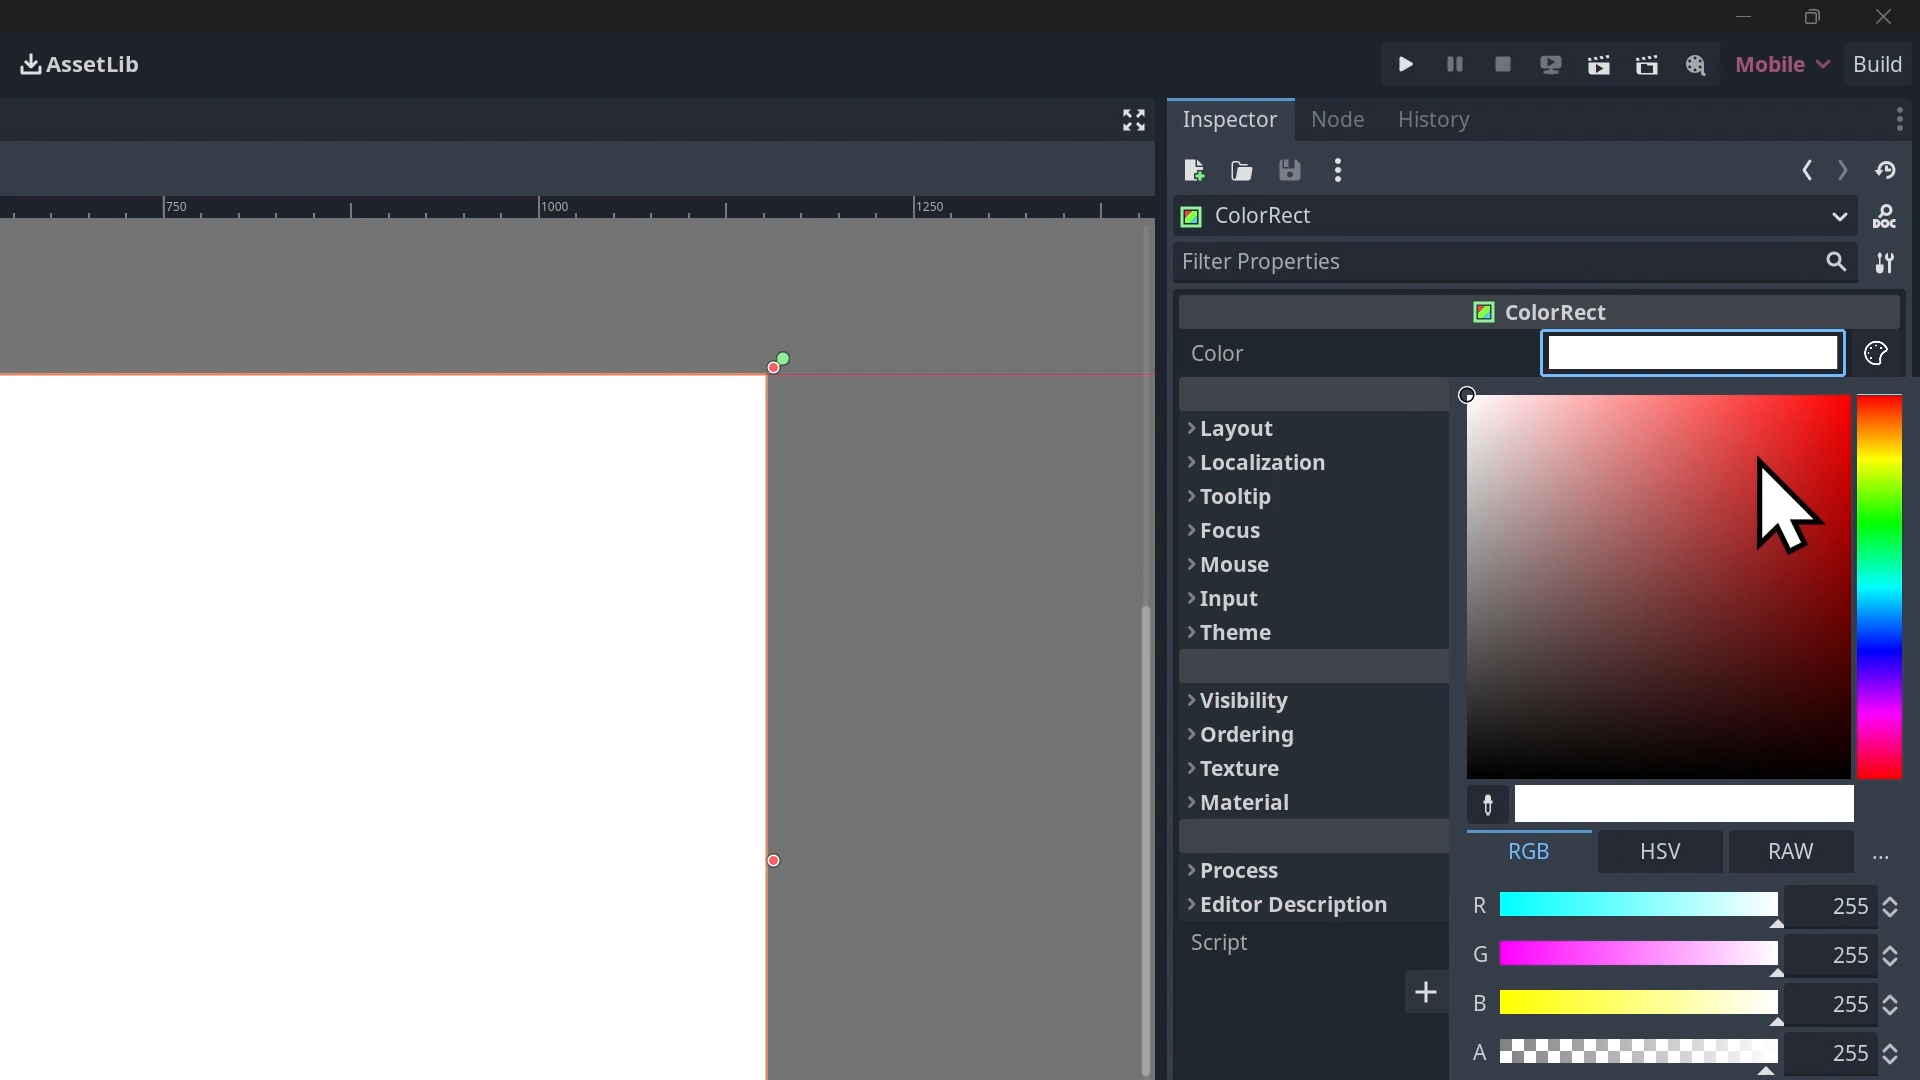 AssetLib
Mobile
Build
Inspector
Node
History
750
1000
1250
ColorRect
DOC
Filter Properties
ColorRect
Color
Layout
Localization
Tooltip
Focus
Mouse
Input
Theme
Visibility
Ordering
Texture
Material
RGB
HSV
RAW
...
Process
Editor Description
R
255
Script
G
255
B
255
A
255